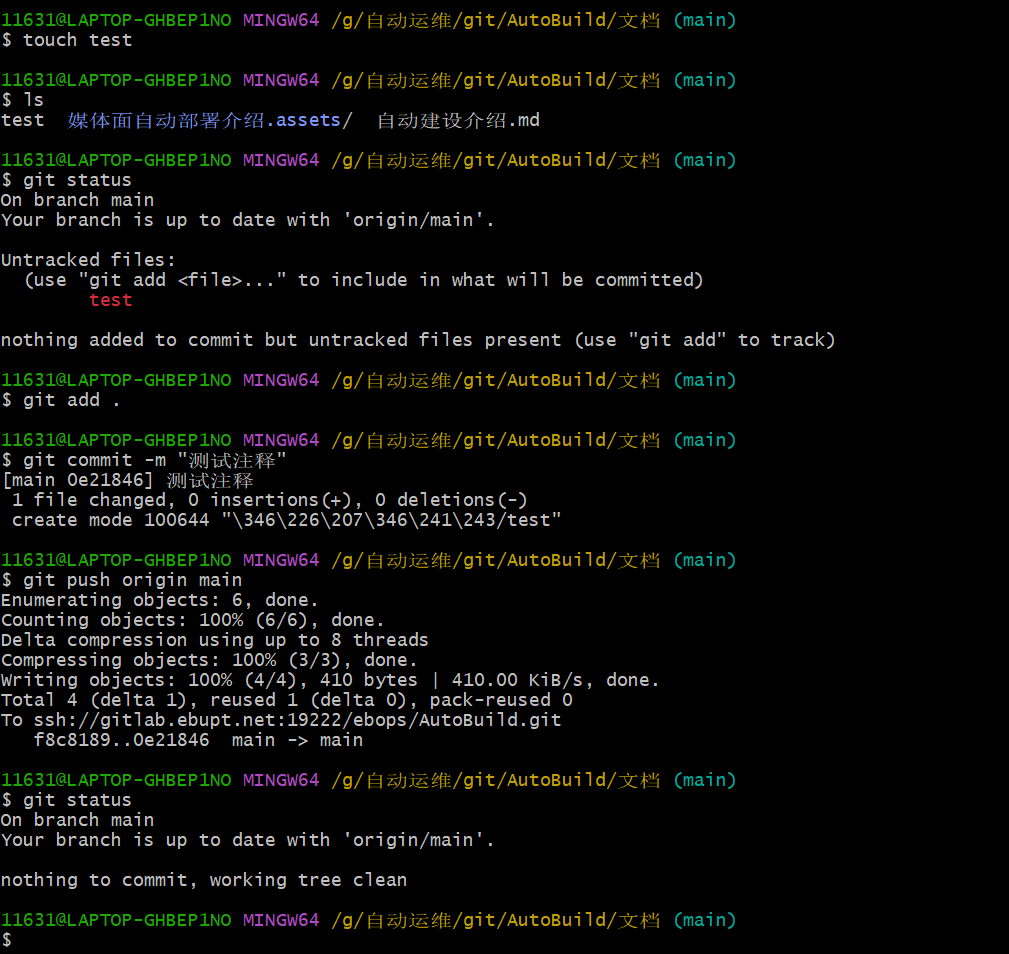 11631@LAPTOP-GHBEP1NO MINGW64 /g/自动运维/git/AutoBuild/文档 (main)
$ touch test
11631@LAPTOP-GHBEP1NO MINGW64 /g/自动运维/git/AutoBuild/文档 (main)
$ ls
test  媒体面自动部署介绍.assets/  自动建设介绍.md
11631@LAPTOP-GHBEP1NO MINGW64 /g/自动运维/git/AutoBuild/文档 (main)
$ git status
On branch main
Your branch is up to date with 'origin/main'.
Untracked files:
  (use "git add <file>..." to include in what will be committed)
        test
nothing added to commit but untracked files present (use "git add" to track)
11631@LAPTOP-GHBEP1NO MINGW64 /g/自动运维/git/AutoBuild/文档 (main)
$ git add .
11631@LAPTOP-GHBEP1NO MINGW64 /g/自动运维/git/AutoBuild/文档 (main)
$ git commit -m "测试注释"
[main 0e21846] 测试注释
 1 file changed, 0 insertions(+), 0 deletions(-)
 create mode 100644 "\346\226\207\346\241\243/test"
11631@LAPTOP-GHBEP1NO MINGW64 /g/自动运维/git/AutoBuild/文档 (main)
$ git push origin main
Enumerating objects: 6, done.
Counting objects: 100% (6/6), done.
Delta compression using up to 8 threads
Compressing objects: 100% (3/3), done.
Writing objects: 100% (4/4), 410 bytes | 410.00 KiB/s, done.
Total 4 (delta 1), reused 1 (delta 0), pack-reused 0
To ssh://gitlab.ebupt.net:19222/ebops/AutoBuild.git
   f8c8189..0e21846  main -> main
11631@LAPTOP-GHBEP1NO MINGW64 /g/自动运维/git/AutoBuild/文档 (main)
$ git status
On branch main
Your branch is up to date with 'origin/main'.
nothing to commit, working tree clean
11631@LAPTOP-GHBEP1NO MINGW64 /g/自动运维/git/AutoBuild/文档 (main)
$